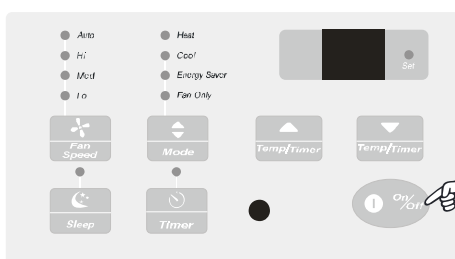 Auto
Hi
Med
Lo
Heat
Cool
Energy Saver
Fan Only
Set
Fan
Speed
Mode
Temp/Timer
Temp/Timer
Sleep
Timer
On/
Off